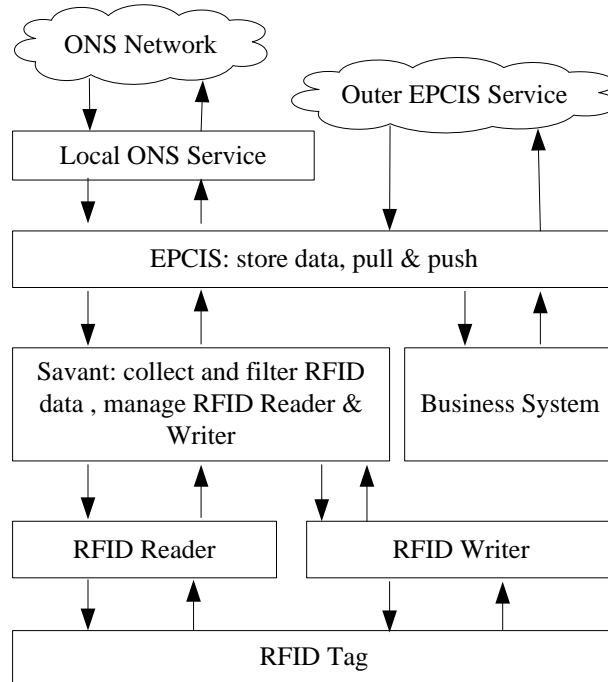 ONS Network
Outer EPCIS Service
Local ONS Service
EPCIS: store data, pull & push
Savant: collect and filter RFID
data , manage RFID Reader &
Writer
Business System
RFID Reader
RFID Writer
RFID Tag